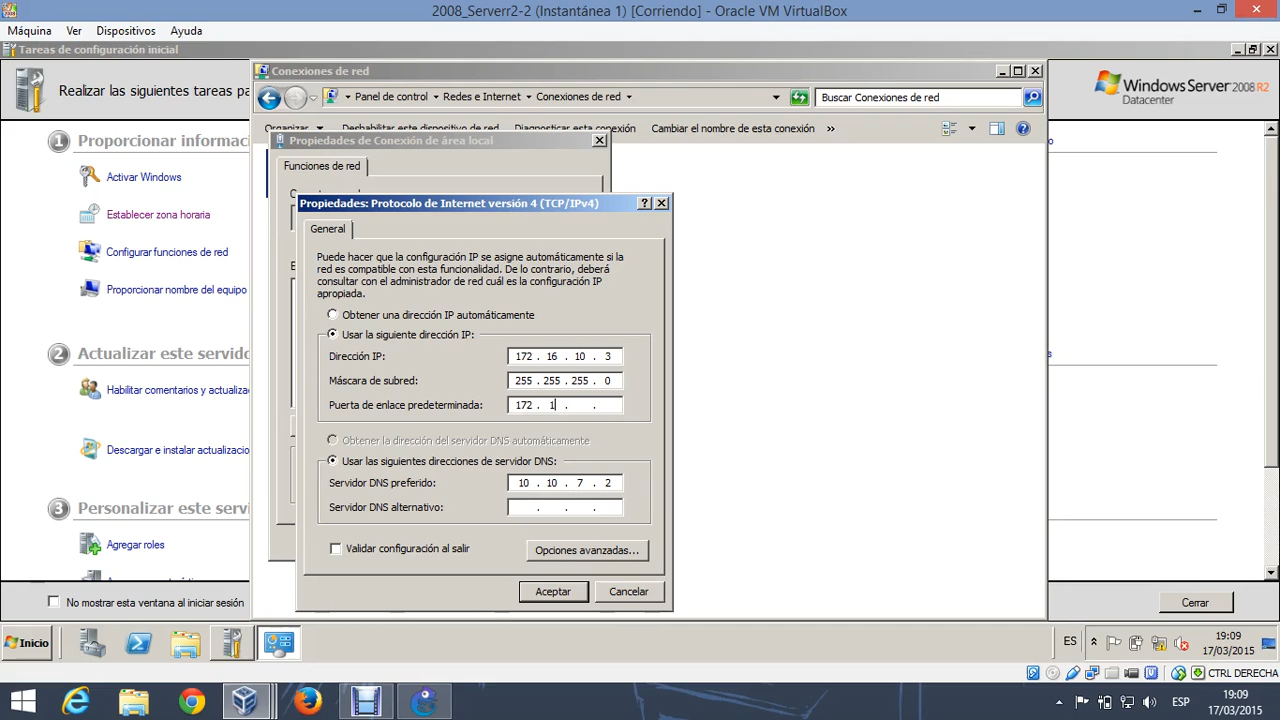 2008_Serverr2-2 (Instantánea 1) [Corriendo] - Oracle VM VirtualBox
Máquina Ver Dispositivos Ayuda
Tareas de configuración inicial
Realizar las siguientes tareas pa
Windows Server 2008 R2
Datacenter
Conexiones de red
Panel de control Redes e Internet Conexiones de red
Buscar Conexiones de red
Organizar Deshabilitar este dispositivo de red Diagnosticar esta conexión Cambiar el nombre de esta conexión »
1 Proporcionar informac
Activar Windows
Establecer zona horaria
Configurar funciones de red
Proporcionar nombre del equipo
2 Actualizar este servido
Habilitar comentarios y actualiza
Descargar e instalar actualizacio
3 Personalizar este servi
Agregar roles
Propiedades de Conexión de área local
Funciones de red
Propiedades: Protocolo de Internet versión 4 (TCP/IPv4)
General
Puede hacer que la configuración IP se asigne automáticamente si la
red es compatible con esta funcionalidad. De lo contrario, deberá
consultar con el administrador de red cuál es la configuración IP
apropiada.
Obtener una dirección IP automáticamente
Usar la siguiente dirección IP:
Dirección IP: 172 . 16 . 10 . 3
Máscara de subred: 255 . 255 . 255 . 0
Puerta de enlace predeterminada: 172 . 1 . .
Obtener la dirección del servidor DNS automáticamente
Usar las siguientes direcciones de servidor DNS:
Servidor DNS preferido: 10 . 10 . 7 . 2
Servidor DNS alternativo: . . .
Validar configuración al salir
Opciones avanzadas...
Aceptar Cancelar
No mostrar esta ventana al iniciar sesión
Cerrar
Inicio
ES
19:09
17/03/2015
CTRL DERECHA
ESP
19:09
17/03/2015